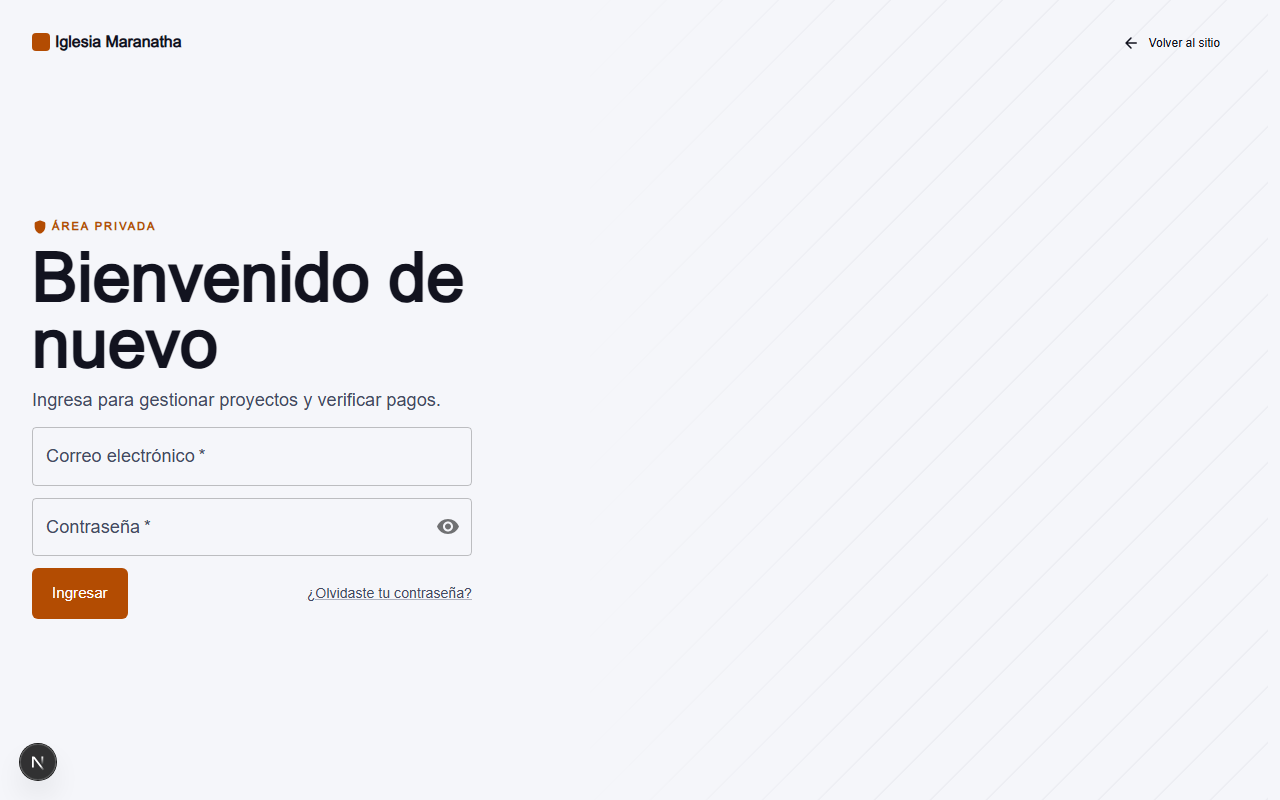 Iglesia Maranatha
Volver al sitio
ÁREA PRIVADA
Bienvenido de
nuevo
Ingresa para gestionar proyectos y verificar pagos.
Correo electrónico *
Contraseña *
Ingresar
¿Olvidaste tu contraseña?
N